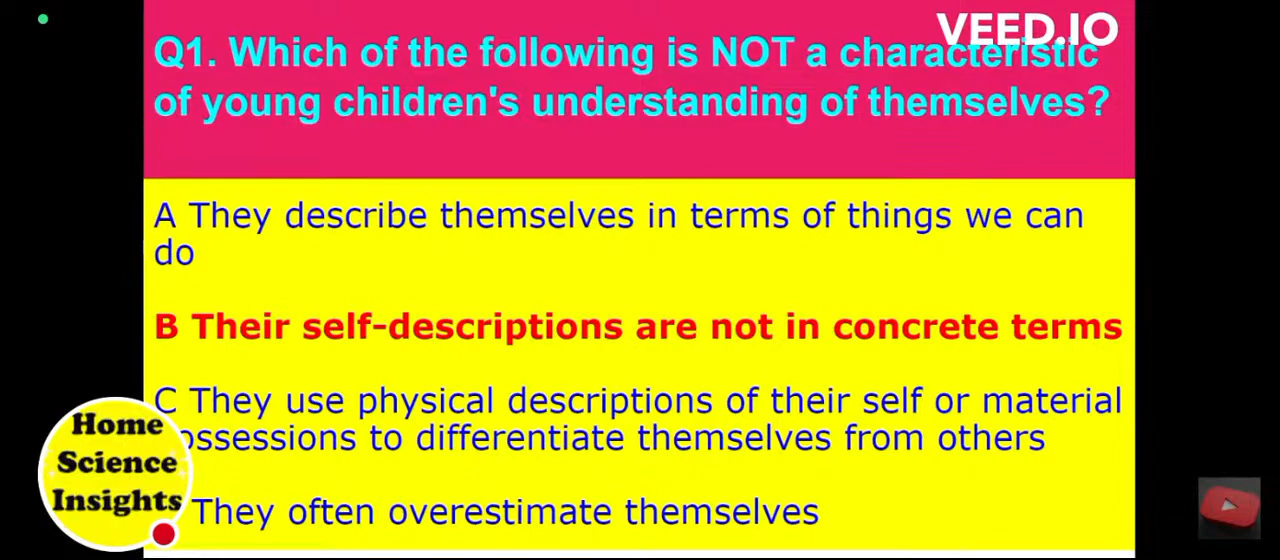 VEED.IO
Q1. Which of the following is NOT a characteristic
of young children's understanding of themselves?
A They describe themselves in terms of things we can
do
B Their self-descriptions are not in concrete terms
C They use physical descriptions of their self or material
ossessions to differentiate themselves from others
They often overestimate themselves
Home
Science
Insights